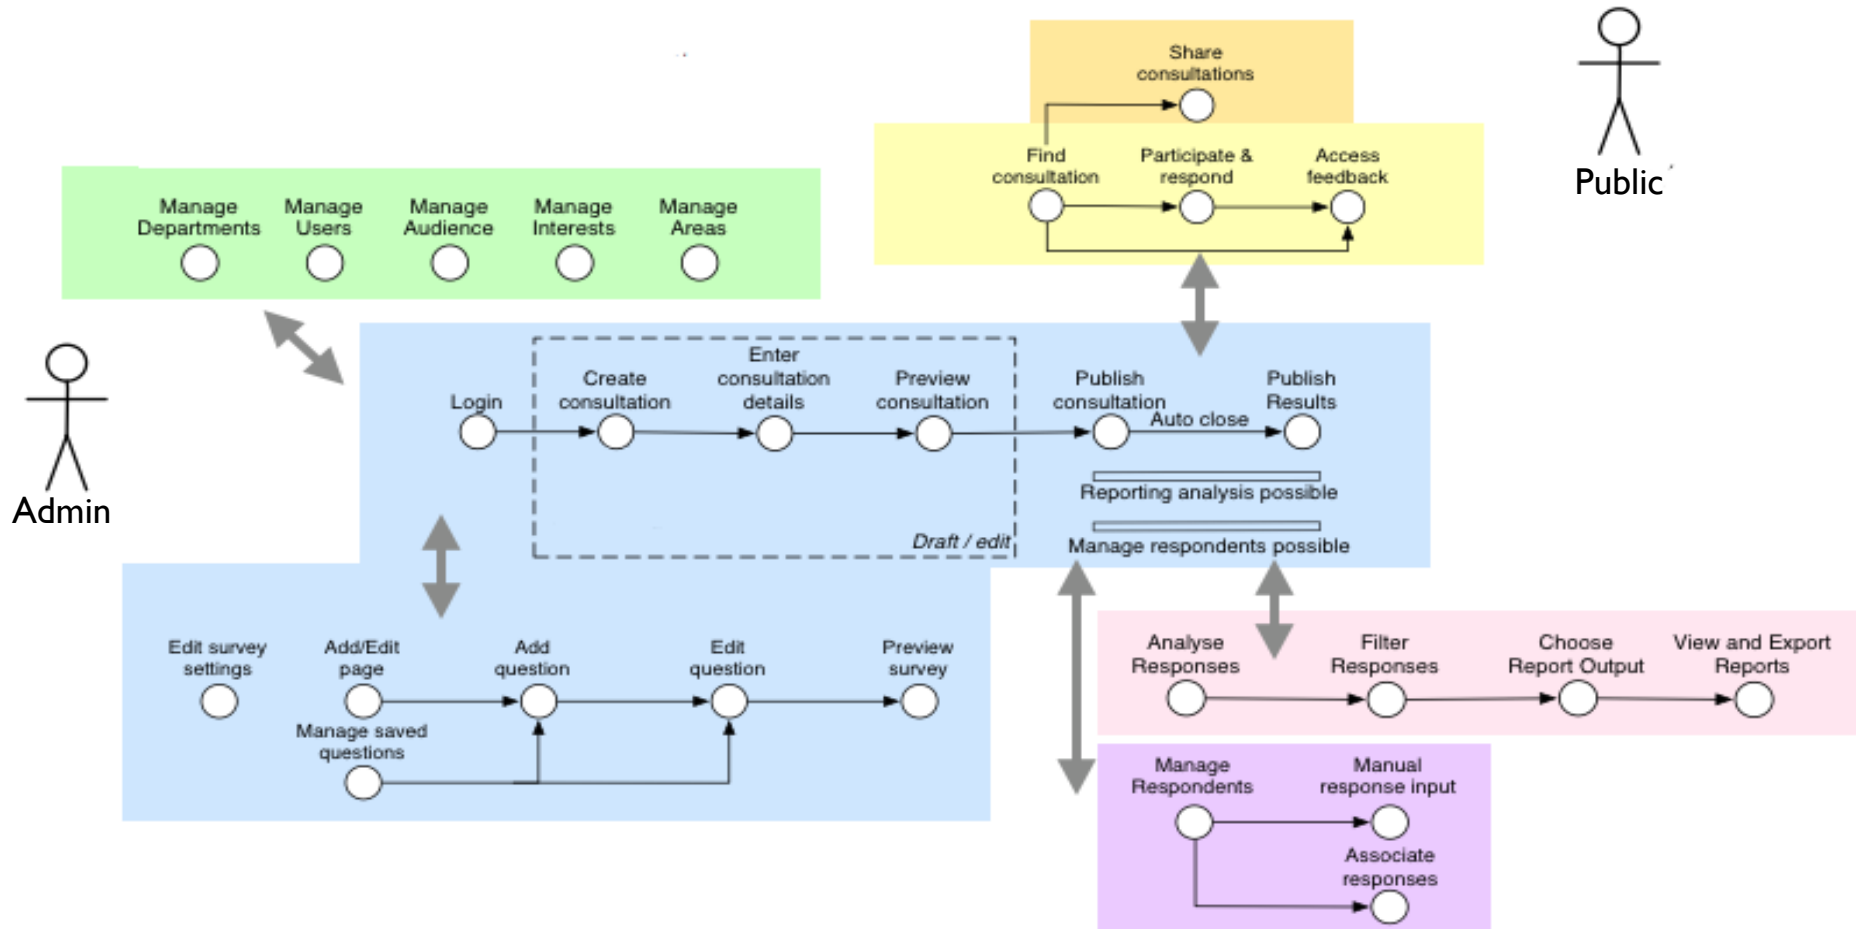 Share
consultations
Public
Find
consultation
Participate &
respond
Access
feedback
Manage
Departments
Manage
Users
Manage
Audience
Manage
Interests
Manage
Areas
Admin
Login
Create
consultation
Enter
consultation
details
Preview
consultation
Publish
consultation
Auto close
Publish
Results
Reporting analysis possible
Draft / edit
Manage respondents possible
Edit survey
settings
Add/Edit
page
Add
question
Edit
question
Preview
survey
Manage saved
questions
Analyse
Responses
Filter
Responses
Choose
Report Output
View and Export
Reports
Manage
Respondents
Manual
response input
Associate
responses